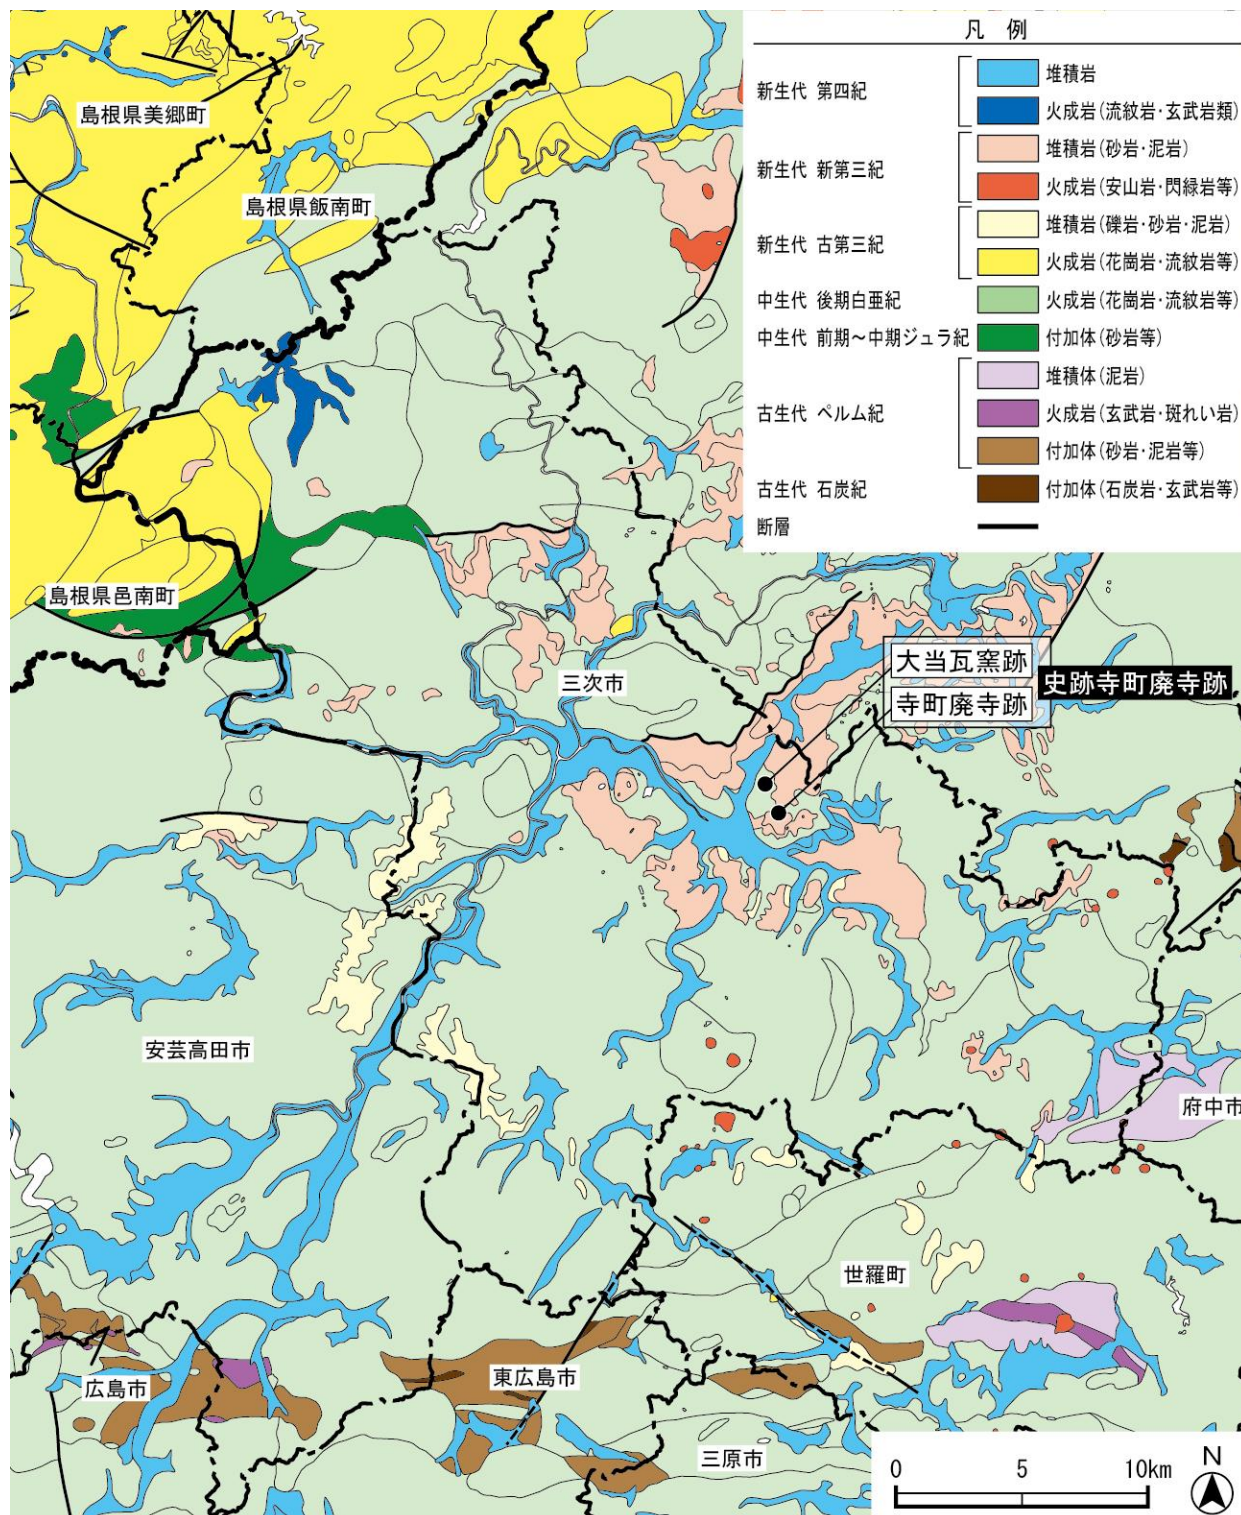 凡 例
新生代 第四紀
堆積岩
火成岩(流紋岩・玄武岩類)
新生代 新第三紀
堆積岩(砂岩・泥岩)
火成岩(安山岩・閃緑岩等)
新生代 古第三紀
堆積岩(礫岩・砂岩・泥岩)
火成岩(花崗岩・流紋岩等)
中生代 後期白亜紀
火成岩(花崗岩・流紋岩等)
中生代 前期～中期ジュラ紀
付加体(砂岩等)
古生代 ペルム紀
堆積体(泥岩)
火成岩(玄武岩・斑れい岩)
付加体(砂岩・泥岩等)
古生代 石炭紀
付加体(石炭岩・玄武岩等)
断層
島根県美郷町
島根県飯南町
島根県邑南町
三次市
大当瓦窯跡
寺町廃寺跡
史跡寺町廃寺跡
安芸高田市
府中市
世羅町
広島市
東広島市
三原市
0 5 10km
N